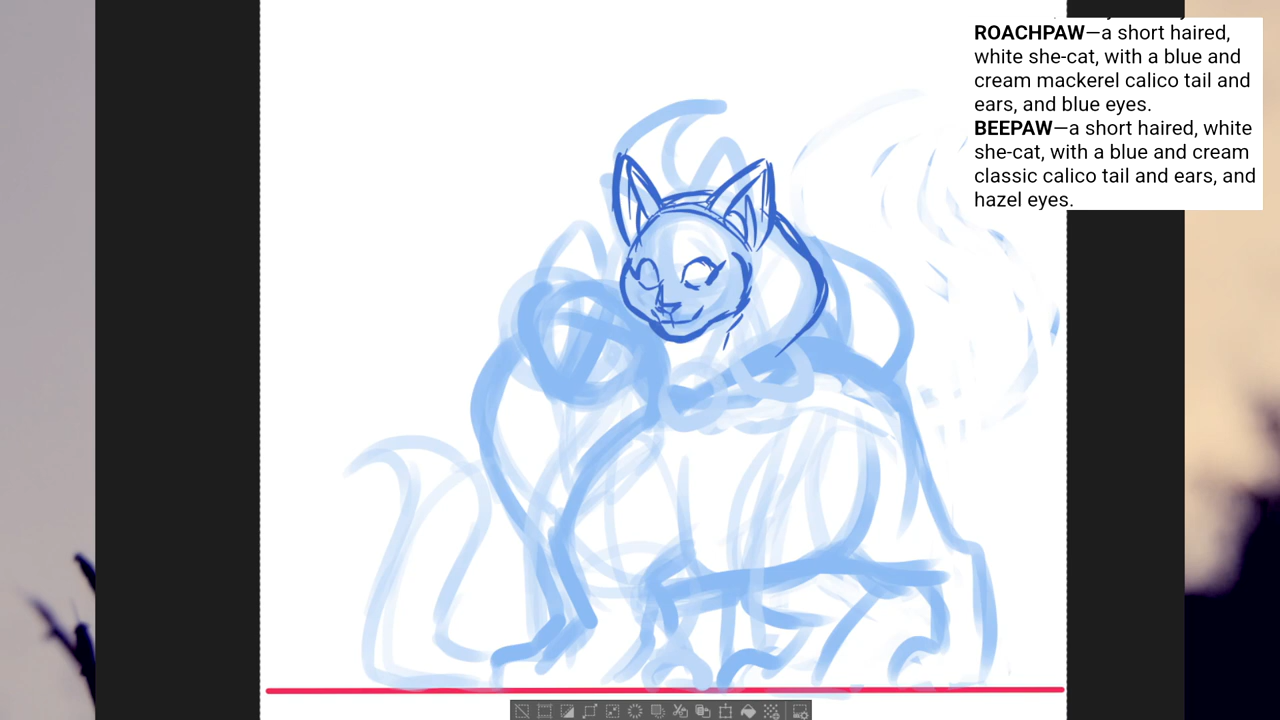 ROACHPAW—a short haired,
white she-cat, with a blue and
cream mackerel calico tail and
ears, and blue eyes.
BEEPAW—a short haired, white
she-cat, with a blue and cream
classic calico tail and ears, and
hazel eyes.